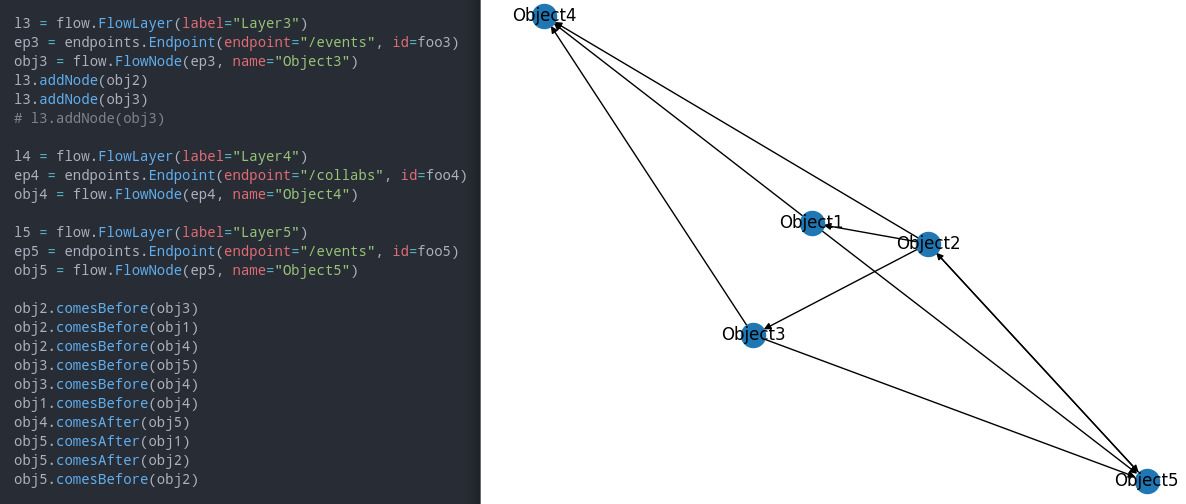 l3 = flow.FlowLayer(label="Layer3")
ep3 = endpoints.Endpoint(endpoint="/events", id=foo3)
obj3 = flow.FlowNode(ep3, name="Object3")
l3.addNode(obj2)
l3.addNode(obj3)
# l3.addNode(obj3)
l4 = flow.FlowLayer(label="Layer4")
ep4 = endpoints.Endpoint(endpoint="/collabs", id=foo4)
obj4 = flow.FlowNode(ep4, name="Object4")
l5 = flow.FlowLayer(label="Layer5")
ep5 = endpoints.Endpoint(endpoint="/events", id=foo5)
obj5 = flow.FlowNode(ep5, name="Object5")
obj2.comesBefore(obj3)
obj2.comesBefore(obj1)
obj2.comesBefore(obj4)
obj3.comesBefore(obj5)
obj3.comesBefore(obj4)
obj1.comesBefore(obj4)
obj4.comesAfter(obj5)
obj5.comesAfter(obj1)
obj5.comesAfter(obj2)
obj5.comesBefore(obj2)
Object4
Object1
Object2
Object3
Object5